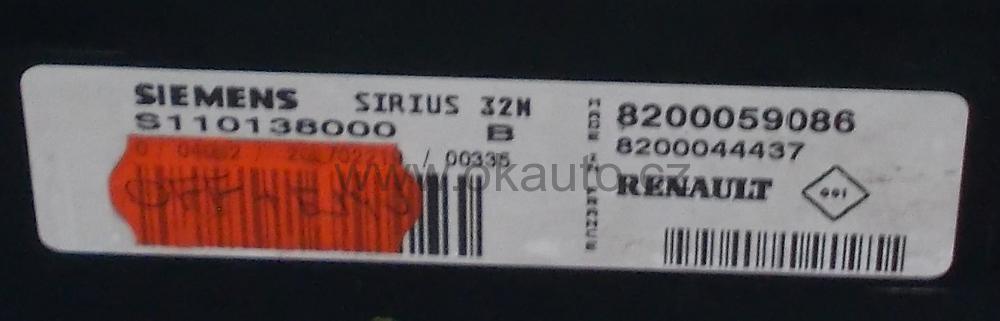 SIEMENS SIRIUS 32N
S110138000 B
/ 00335
MADE IN FRANCE
8200059086
8200044437
RENAULT
www.okauto.cz